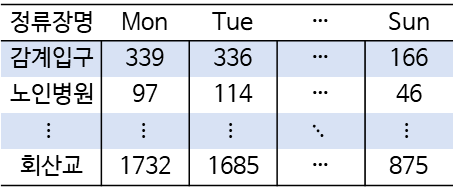 정류장명 Mon Tue ⋯ Sun
감계입구 339 336 ⋯ 166
노인병원 97 114 ⋯ 46
⋮ ⋮ ⋮ ⋱ ⋮
회산교 1732 1685 ⋯ 875